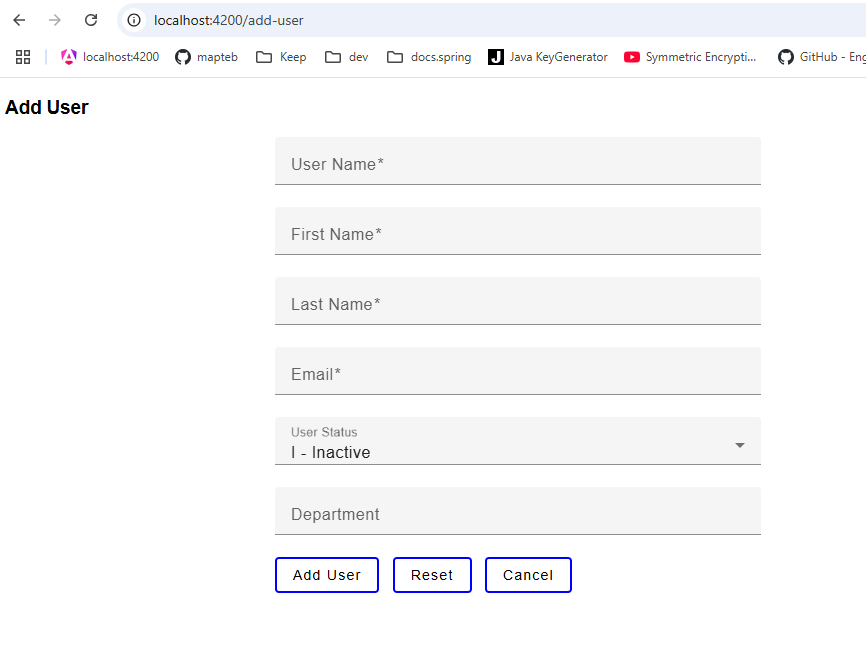 localhost:4200/add-user
localhost:4200 mapteb Keep dev docs.spring Java KeyGenerator Symmetric Encrypti... GitHub - Eng
Add User
User Name*
First Name*
Last Name*
Email*
User Status
I - Inactive
Department
Add User Reset Cancel